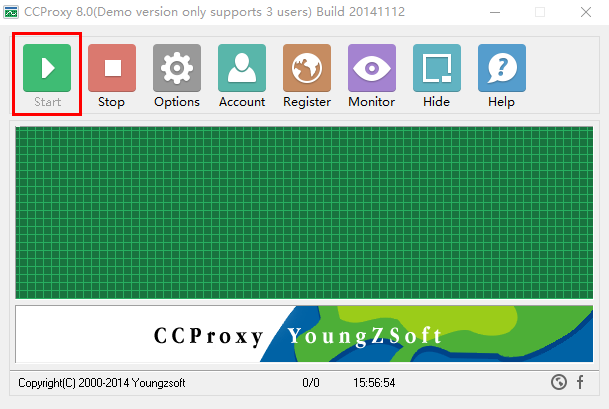 CCProxy 8.0(Demo version only supports 3 users) Build 20141112
Start Stop Options Account Register Monitor Hide Help
CCProxy YoungZSoft
Copyright(C) 2000-2014 Youngzsoft 0/0 15:56:54